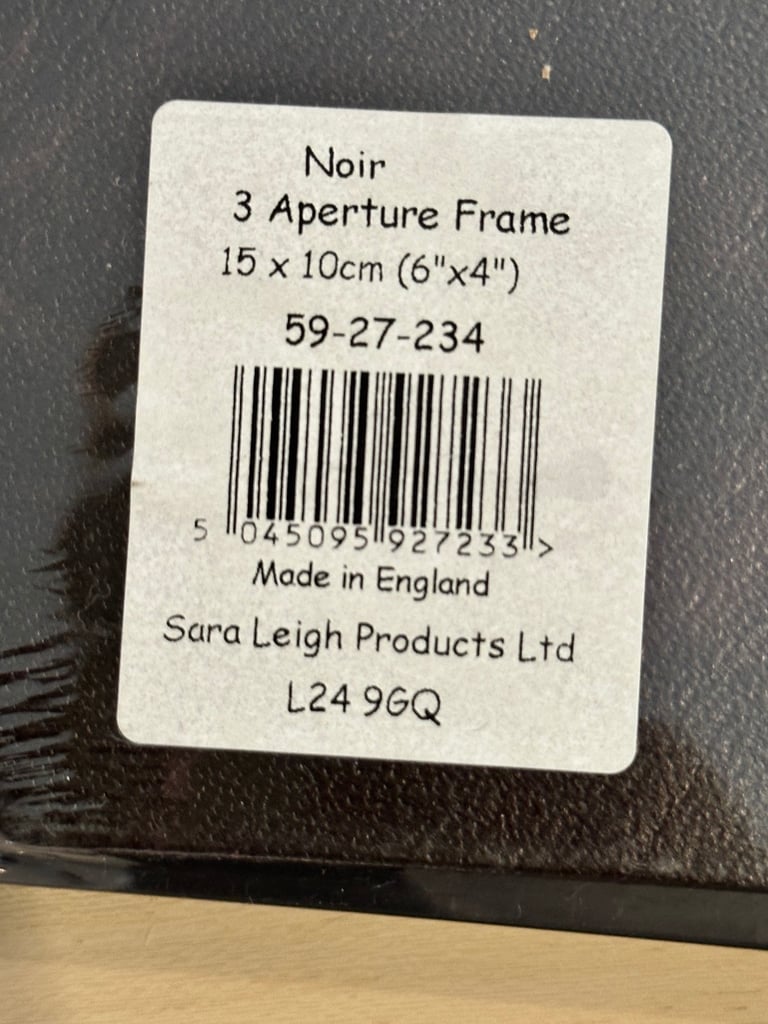 Noir
3 Aperture Frame
15 x 10cm (6"x4")
59-27-234
5 045095 927233 >
Made in England
Sara Leigh Products Ltd
L24 9GQ